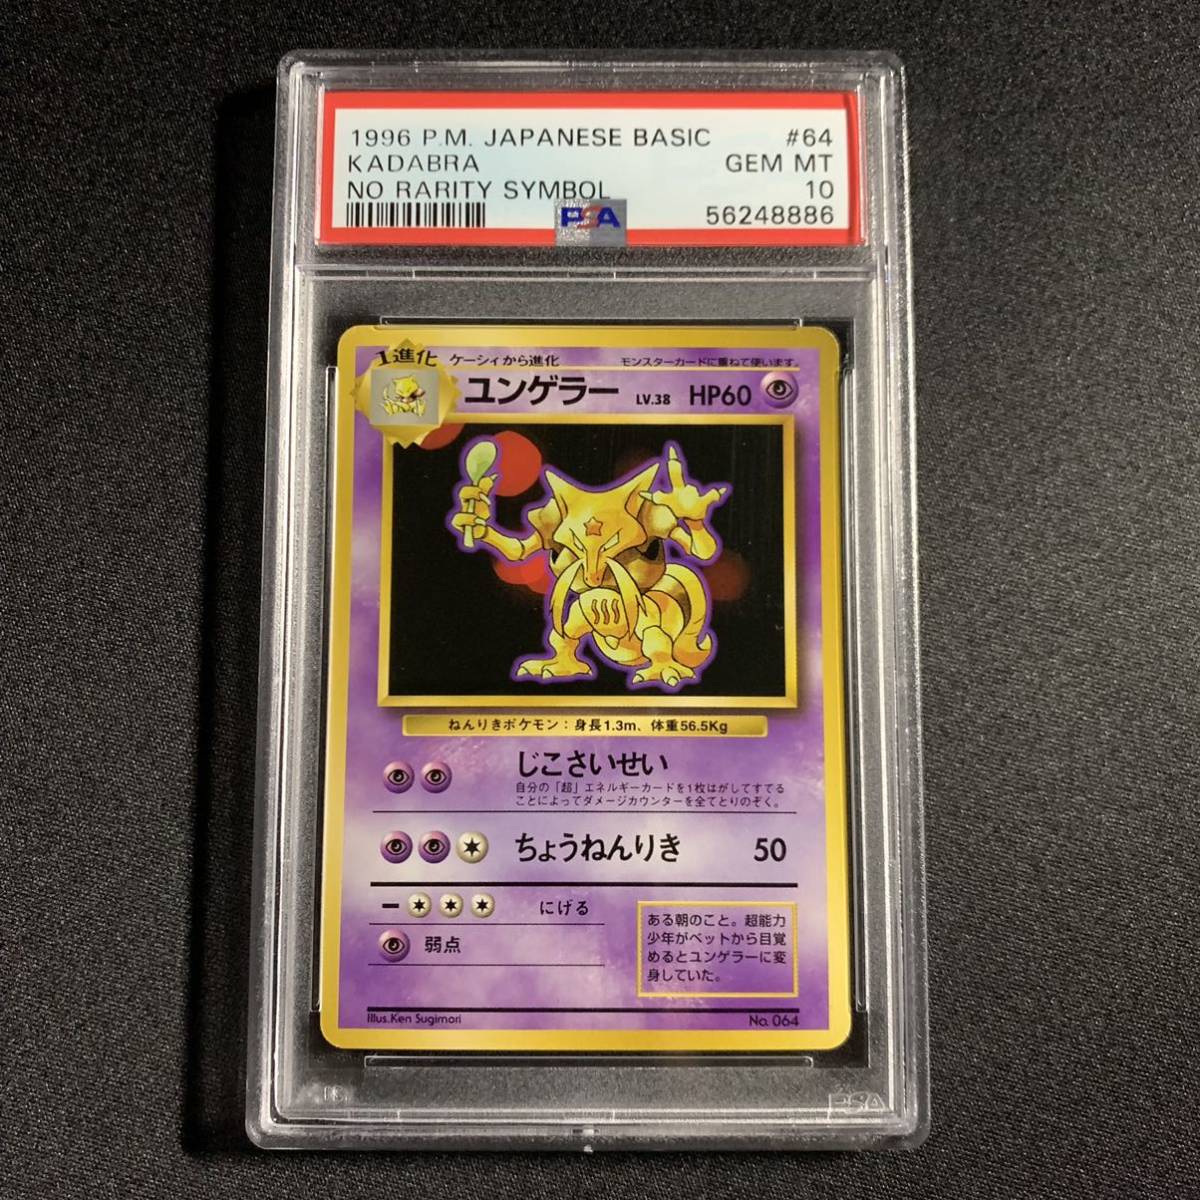 1996 P.M. JAPANESE BASIC #64
KADABRA GEM MT
NO RARITY SYMBOL 10
PSA 56248886
1進化 ケーシィから進化 モンスターカードに重ねて使います。
ユンゲラー LV.38 HP60
ねんりきポケモン：身長1.3m、体重56.5Kg
じこさいせい
自分の「超」エネルギーカードを1枚はがしてすてる
ことによってダメージカウンターを全てとりのぞく。
ちょうねんりき 50
にげる
弱点
ある朝のこと。超能力
少年がベットから目覚
めるとユンゲラーに変
身していた。
Illus.Ken Sugimori No. 064
PSA